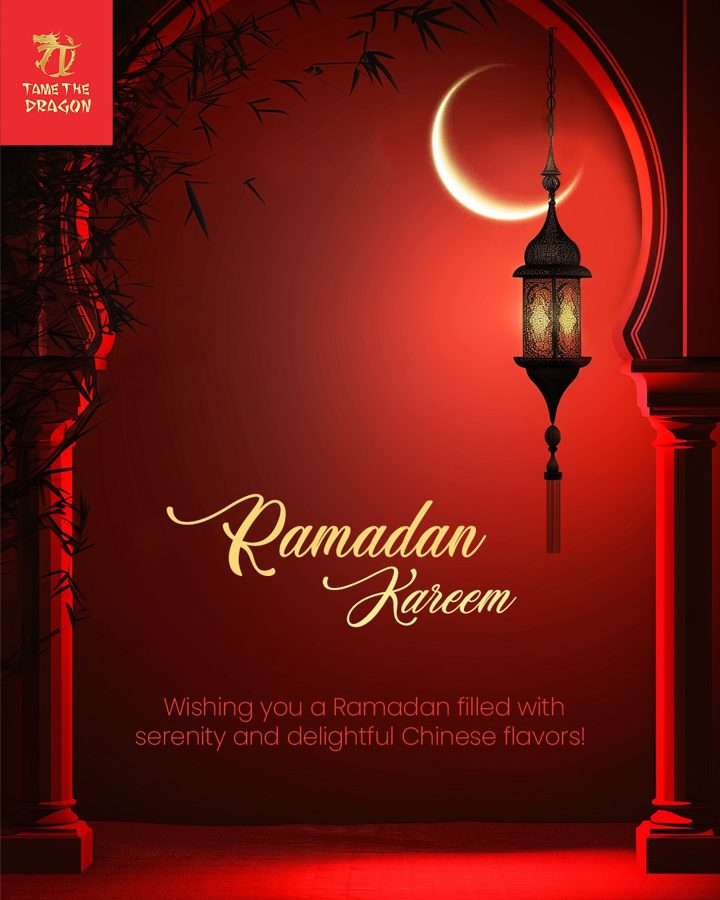 TAME THE
DRAGON
Ramadan
Kareem
Wishing you a Ramadan filled with
serenity and delightful Chinese flavors!